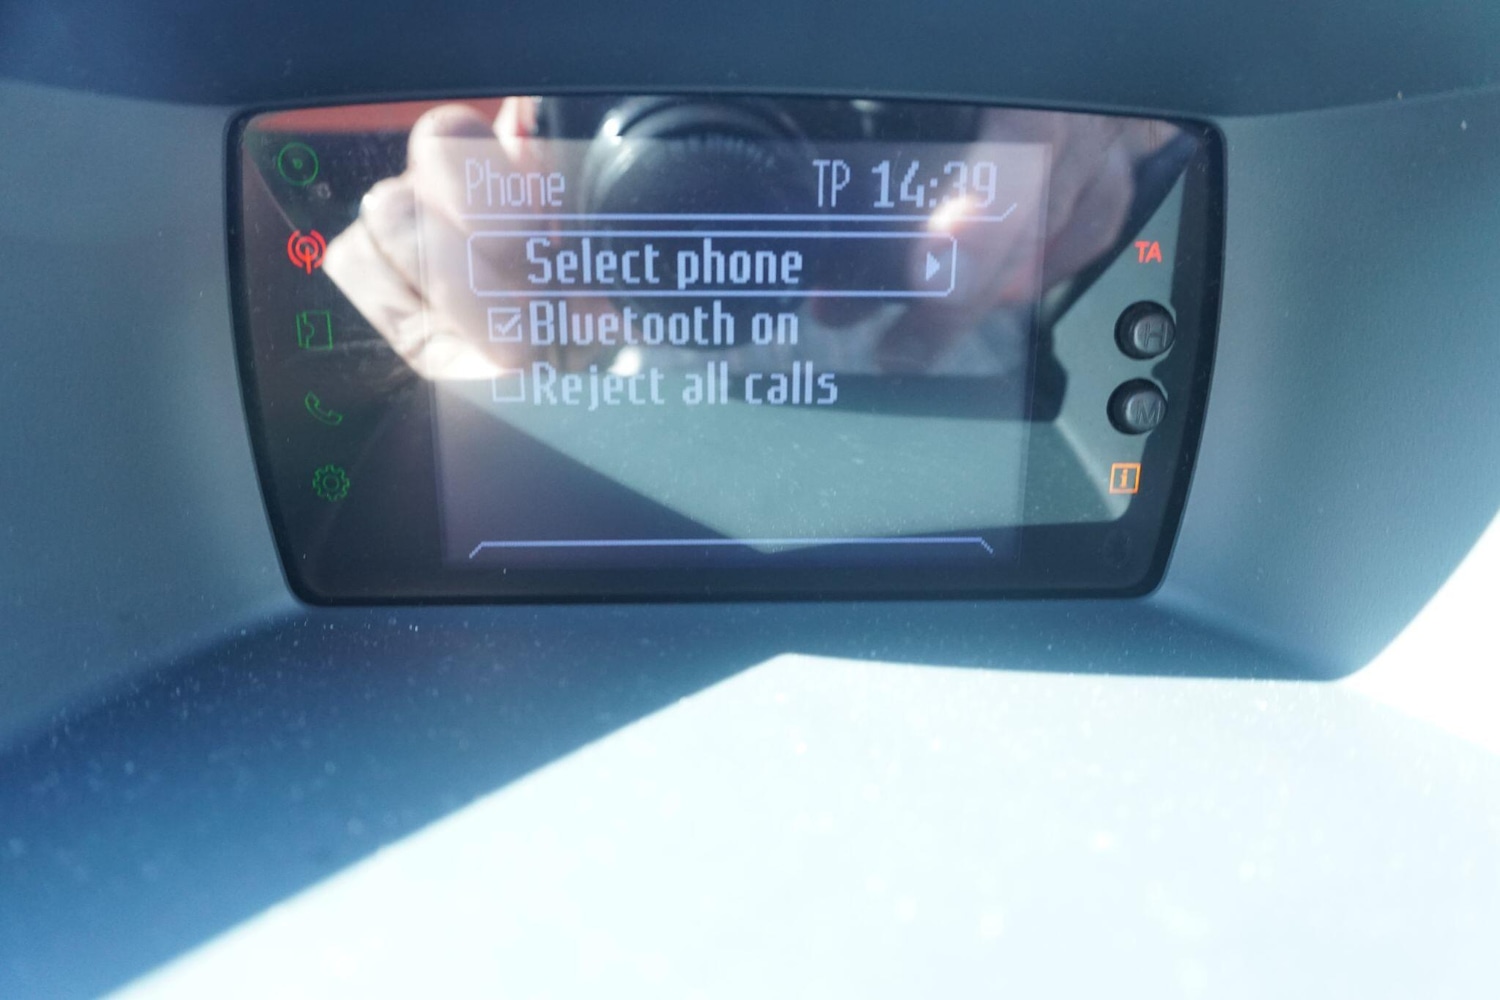 Phone TP 14:39
Select phone
Bluetooth on
Reject all calls
TA
H
M
i